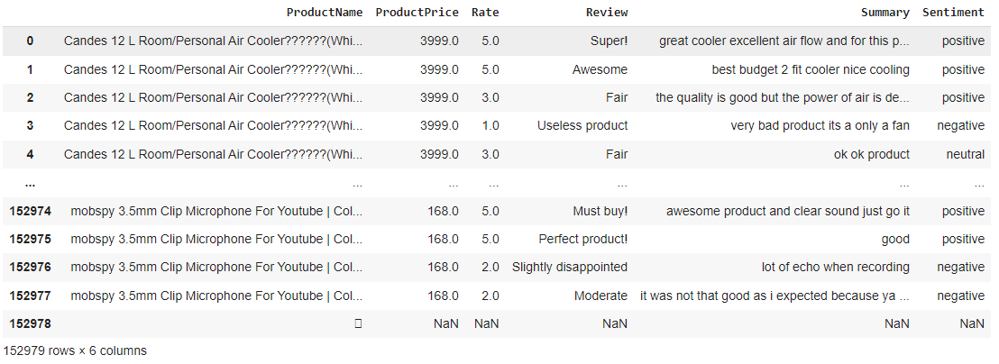 ProductName ProductPrice Rate Review Summary Sentiment
0 Candes 12 L Room/Personal Air Cooler??????(Whi... 3999.0 5.0 Super! great cooler excellent air flow and for this p... positive
1 Candes 12 L Room/Personal Air Cooler??????(Whi... 3999.0 5.0 Awesome best budget 2 fit cooler nice cooling positive
2 Candes 12 L Room/Personal Air Cooler??????(Whi... 3999.0 3.0 Fair the quality is good but the power of air is de... positive
3 Candes 12 L Room/Personal Air Cooler??????(Whi... 3999.0 1.0 Useless product very bad product its a only a fan negative
4 Candes 12 L Room/Personal Air Cooler??????(Whi... 3999.0 3.0 Fair ok ok product neutral
... ... ... ... ... ... ...
152974 mobspy 3.5mm Clip Microphone For Youtube | Col... 168.0 5.0 Must buy! awesome product and clear sound just go it positive
152975 mobspy 3.5mm Clip Microphone For Youtube | Col... 168.0 5.0 Perfect product! good positive
152976 mobspy 3.5mm Clip Microphone For Youtube | Col... 168.0 2.0 Slightly disappointed lot of echo when recording negative
152977 mobspy 3.5mm Clip Microphone For Youtube | Col... 168.0 2.0 Moderate it was not that good as i expected because ya ... negative
152978 NaN NaN NaN NaN NaN
152979 rows × 6 columns